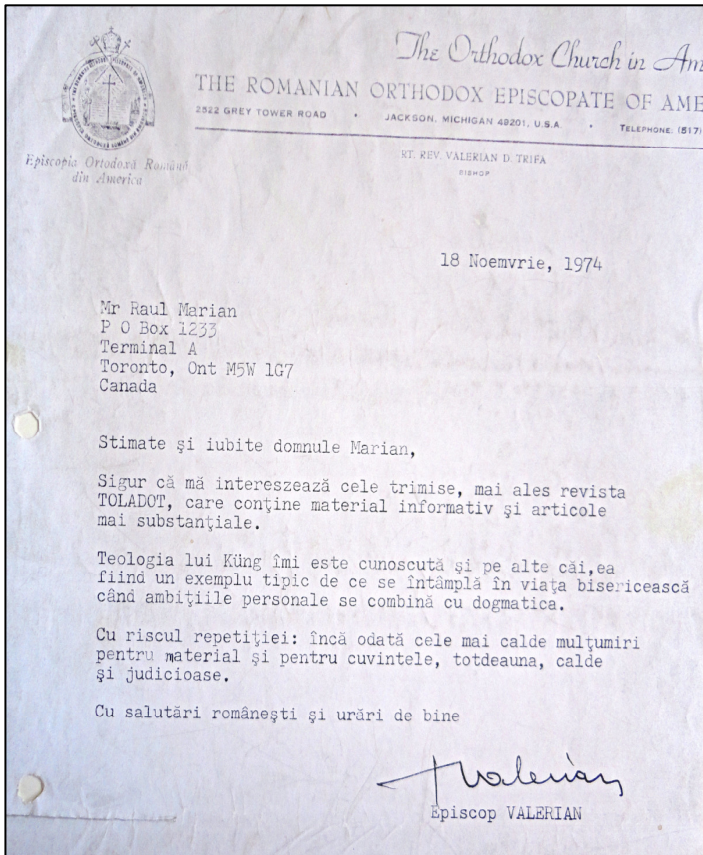 The Orthodox Church in Am
THE ROMANIAN ORTHODOX EPISCOPATE OF AME
2522 GREY TOWER ROAD • JACKSON, MICHIGAN 49201, U.S.A. • TELEPHONE: (517)
Episcopia Ortodoxă Română
din America
RT. REV. VALERIAN D. TRIFA
BISHOP
18 Noemvrie, 1974
Mr Raul Marian
P O Box 1233
Terminal A
Toronto, Ont M5W 1G7
Canada
Stimate şi iubite domnule Marian,
Sigur că mă intereszează cele trimise, mai ales revista
TOLADOT, care conţine material informativ şi articole
mai substanţiale.
Teologia lui Küng îmi este cunoscută şi pe alte căi,ea
fiind un exemplu tipic de ce se întâmplă în viaţa bisericească
când ambiţiile personale se combină cu dogmatica.
Cu riscul repetiţiei: încă odată cele mai calde mulţumiri
pentru material şi pentru cuvintele, totdeauna, calde
şi judicioase.
Cu salutări româneşti şi urări de bine
Valerian
Episcop VALERIAN